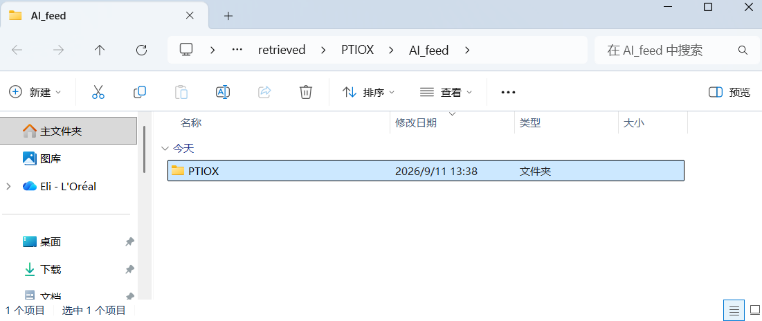 AI_feed
retrieved PTIOX AI_feed
在 AI_feed 中搜索
新建 排序 查看 预览
名称 修改日期 类型 大小
主文件夹
图库
Eli - L'Oréal
桌面
下载
文档
今天
PTIOX 2026/9/11 13:38 文件夹
1 个项目 选中 1 个项目